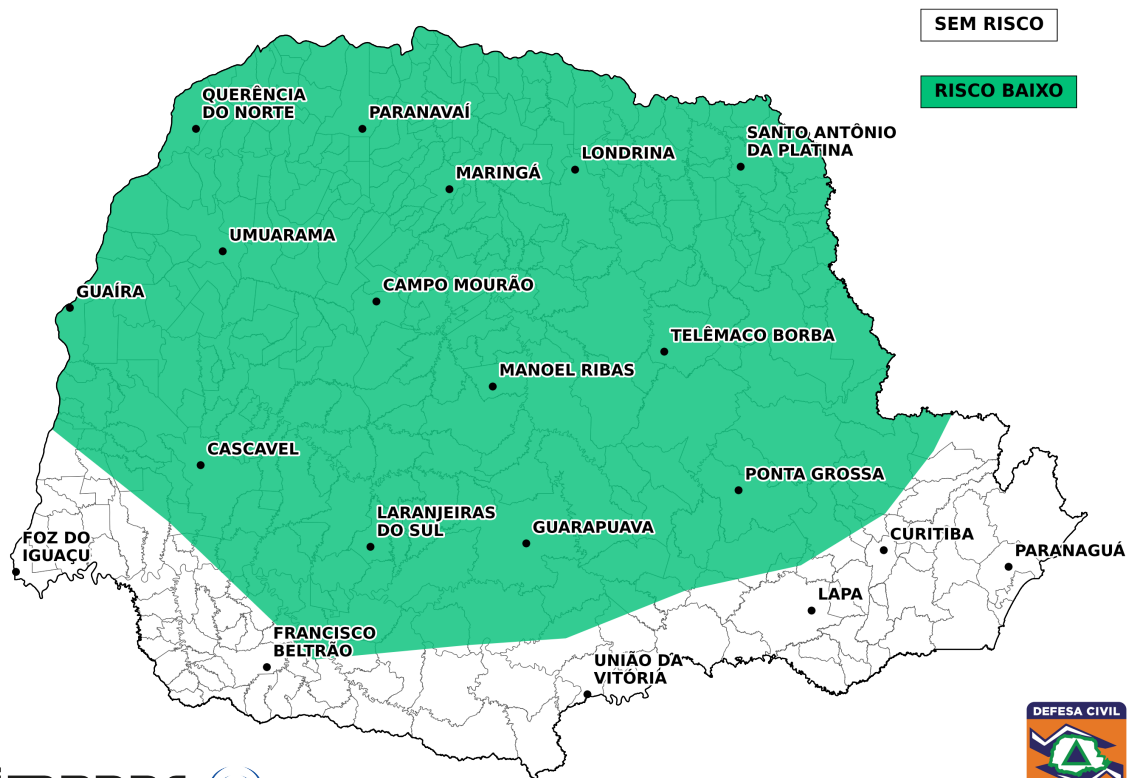 SEM RISCO
RISCO BAIXO
QUERÊNCIA
DO NORTE
PARANAVAÍ
SANTO ANTÔNIO
DA PLATINA
LONDRINA
MARINGÁ
UMUARAMA
CAMPO MOURÃO
GUAÍRA
TELÊMACO BORBA
MANOEL RIBAS
CASCAVEL
PONTA GROSSA
LARANJEIRAS
DO SUL
GUARAPUAVA
FOZ DO
IGUAÇU
CURITIBA
PARANAGUÁ
LAPA
FRANCISCO
BELTRÃO
UNIÃO DA
VITÓRIA
DEFESA CIVIL